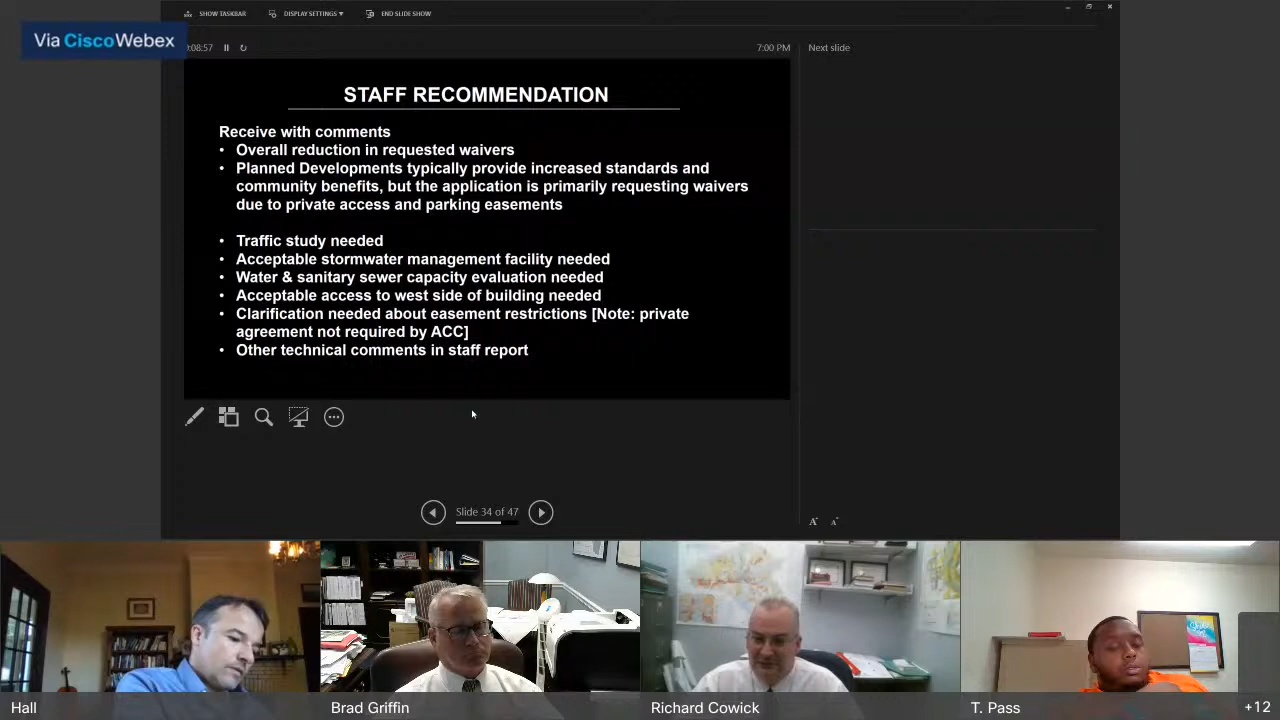 SHOW TASKBAR
DISPLAY SETTINGS ▾
END SLIDE SHOW
Via CiscoWebex
:08:57
7:00 PM
Next slide
STAFF RECOMMENDATION
Receive with comments
• Overall reduction in requested waivers
• Planned Developments typically provide increased standards and
community benefits, but the application is primarily requesting waivers
due to private access and parking easements
• Traffic study needed
• Acceptable stormwater management facility needed
• Water & sanitary sewer capacity evaluation needed
• Acceptable access to west side of building needed
• Clarification needed about easement restrictions [Note: private
agreement not required by ACC]
• Other technical comments in staff report
Slide 34 of 47
A A
Hall
Brad Griffin
Richard Cowick
T. Pass
+12